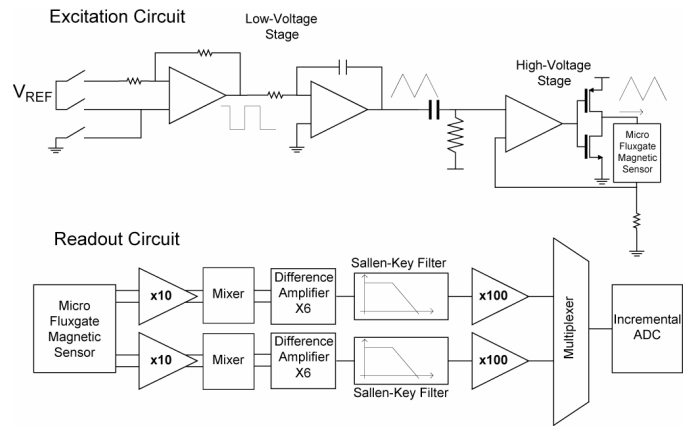 Excitation Circuit
Low-Voltage
Stage
High-Voltage
Stage
VREF
Micro
Fluxgate
Magnetic
Sensor
Readout Circuit
Micro
Fluxgate
Magnetic
Sensor
x10
Mixer
Difference
Amplifier
X6
Sallen-Key Filter
x100
x10
Mixer
Difference
Amplifier
X6
Sallen-Key Filter
x100
Multiplexer
Incremental
ADC